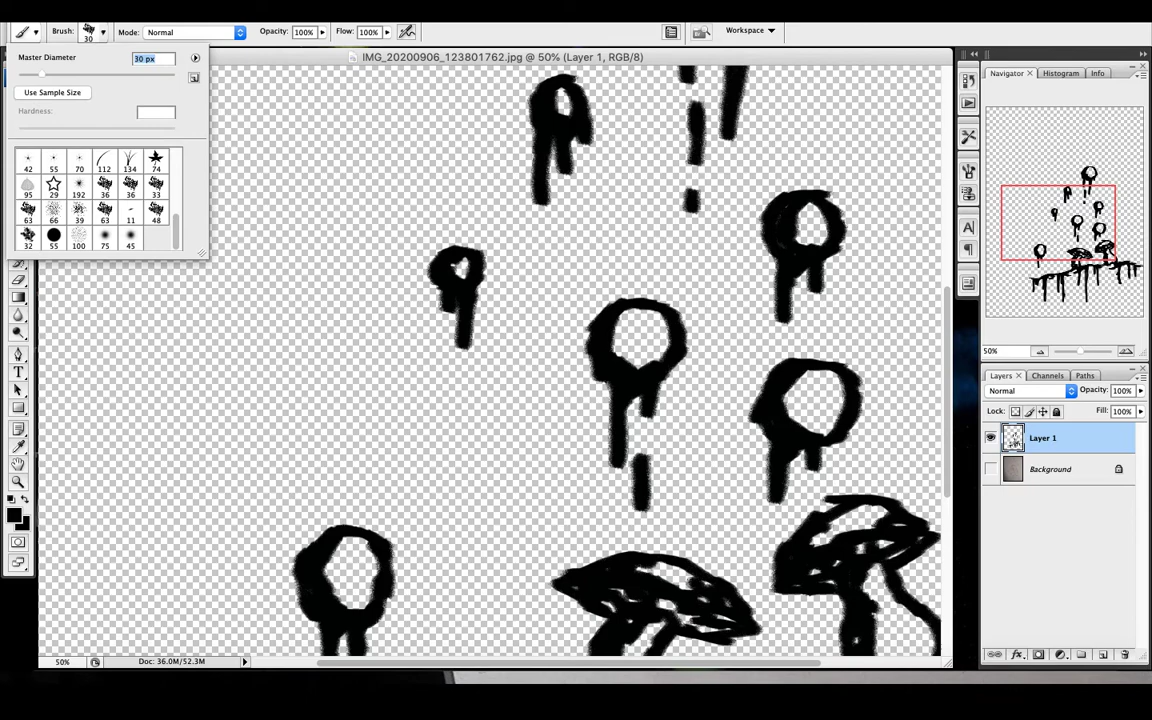 Brush: 30 Mode: Normal Opacity: 100% Flow: 100% Workspace
Master Diameter 30 px
IMG_20200906_123801762.jpg @ 50% (Layer 1, RGB/8)
Use Sample Size
Hardness:
42 55 70 112 134 74
95 29 192 36 36 33
63 66 39 63 11 48
32 55 100 75 45
Navigator × Histogram Info
50%
Layers × Channels Paths
Normal Opacity: 100%
Lock: Fill: 100%
Layer 1
Background
50% Doc: 36.0M/52.3M